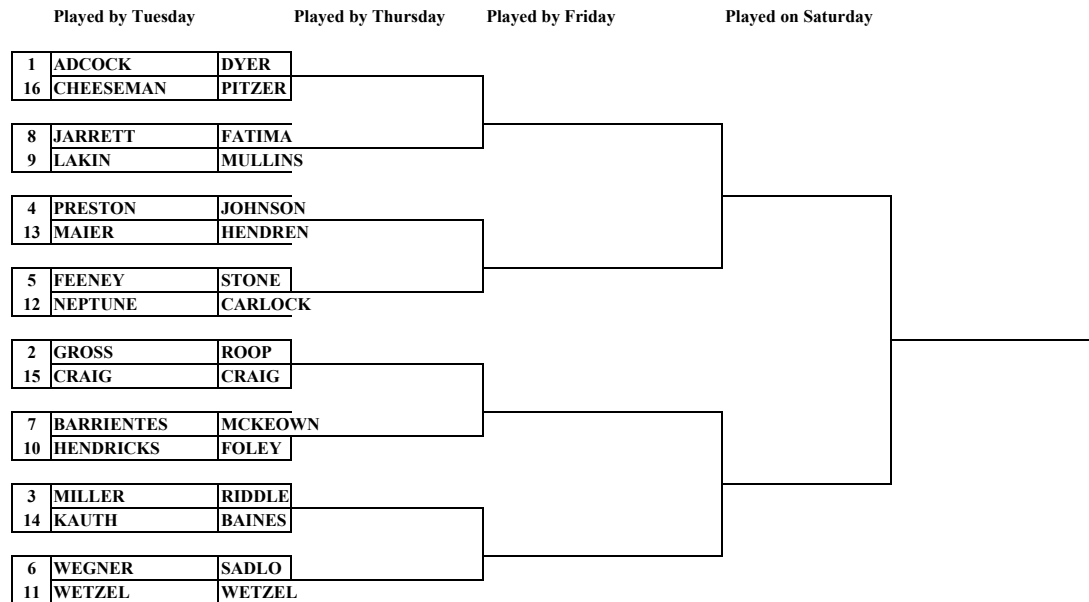 Played by Tuesday Played by Thursday Played by Friday Played on Saturday
1 ADCOCK DYER
16 CHEESEMAN PITZER
8 JARRETT FATIMA
9 LAKIN MULLINS
4 PRESTON JOHNSON
13 MAIER HENDREN
5 FEENEY STONE
12 NEPTUNE CARLOCK
2 GROSS ROOP
15 CRAIG CRAIG
7 BARRIENTES MCKEOWN
10 HENDRICKS FOLEY
3 MILLER RIDDLE
14 KAUTH BAINES
6 WEGNER SADLO
11 WETZEL WETZEL